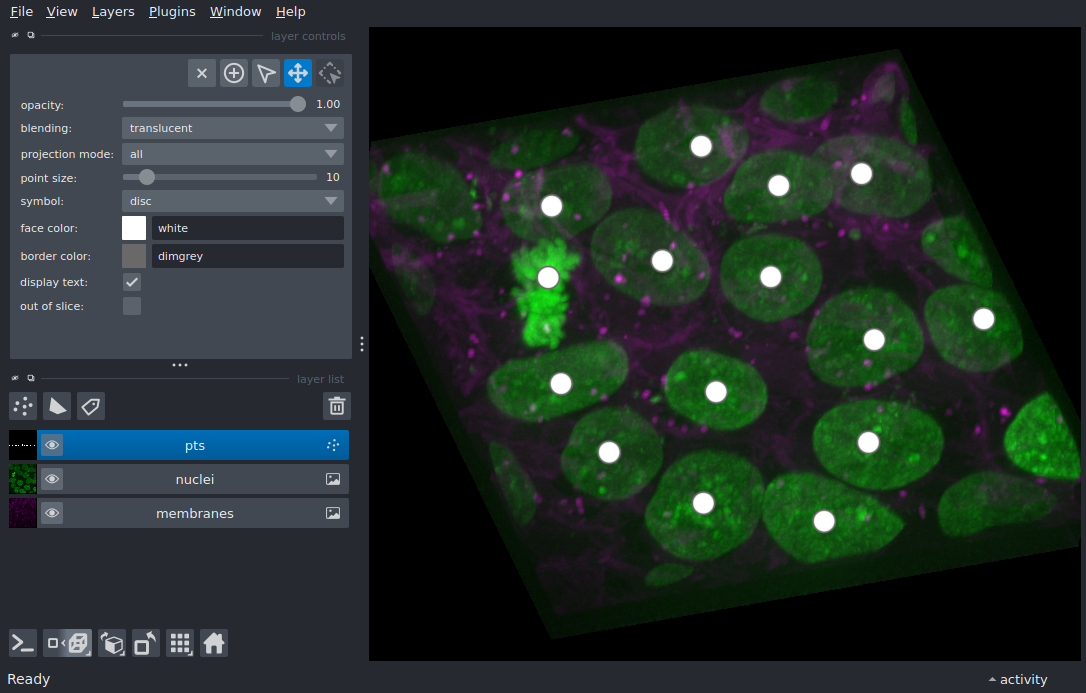 File View Layers Plugins Window Help
layer controls
opacity: 1.00
blending: translucent
projection mode: all
point size: 10
symbol: disc
face color: white
border color: dimgrey
display text:
out of slice:
layer list
pts
nuclei
membranes
Ready activity